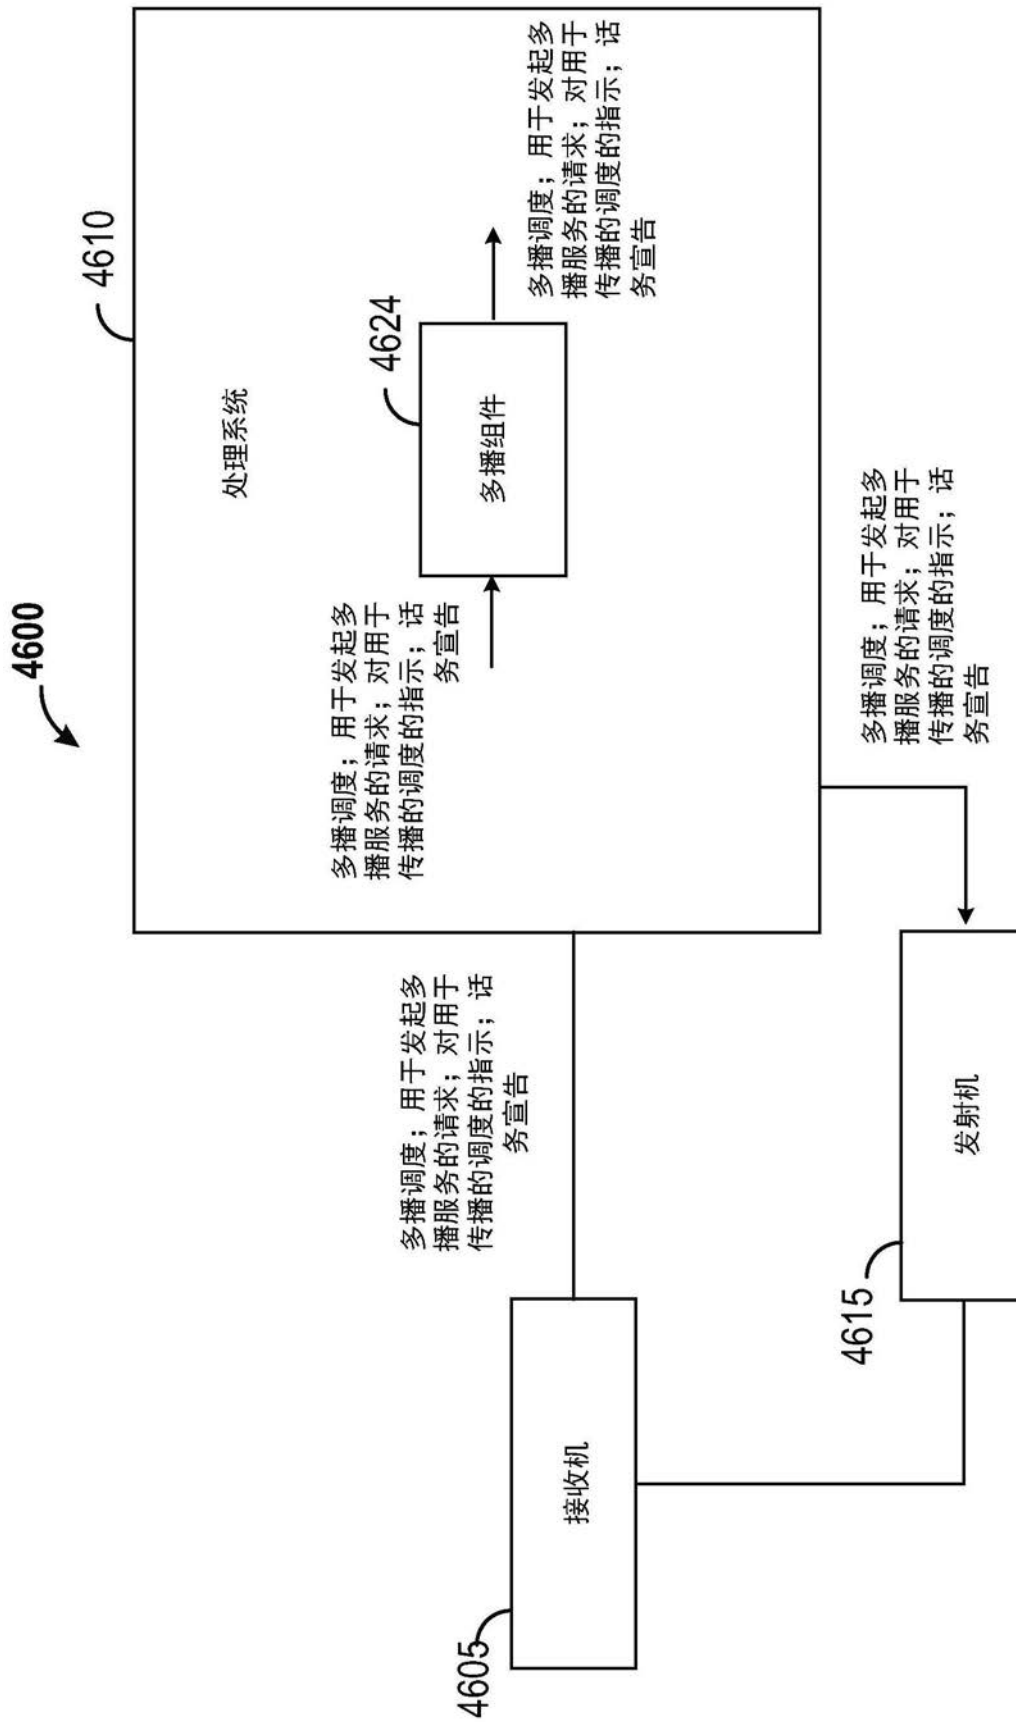 4600
4610
处理系统
4624
多播组件
多播调度；用于发起多
播服务的请求；对用于
传播的调度的指示；话
务宣告
多播调度；用于发起多
播服务的请求；对用于
传播的调度的指示；话
务宣告
多播调度；用于发起多
播服务的请求；对用于
传播的调度的指示；话
务宣告
多播调度；用于发起多
播服务的请求；对用于
传播的调度的指示；话
务宣告
4605
接收机
4615
发射机